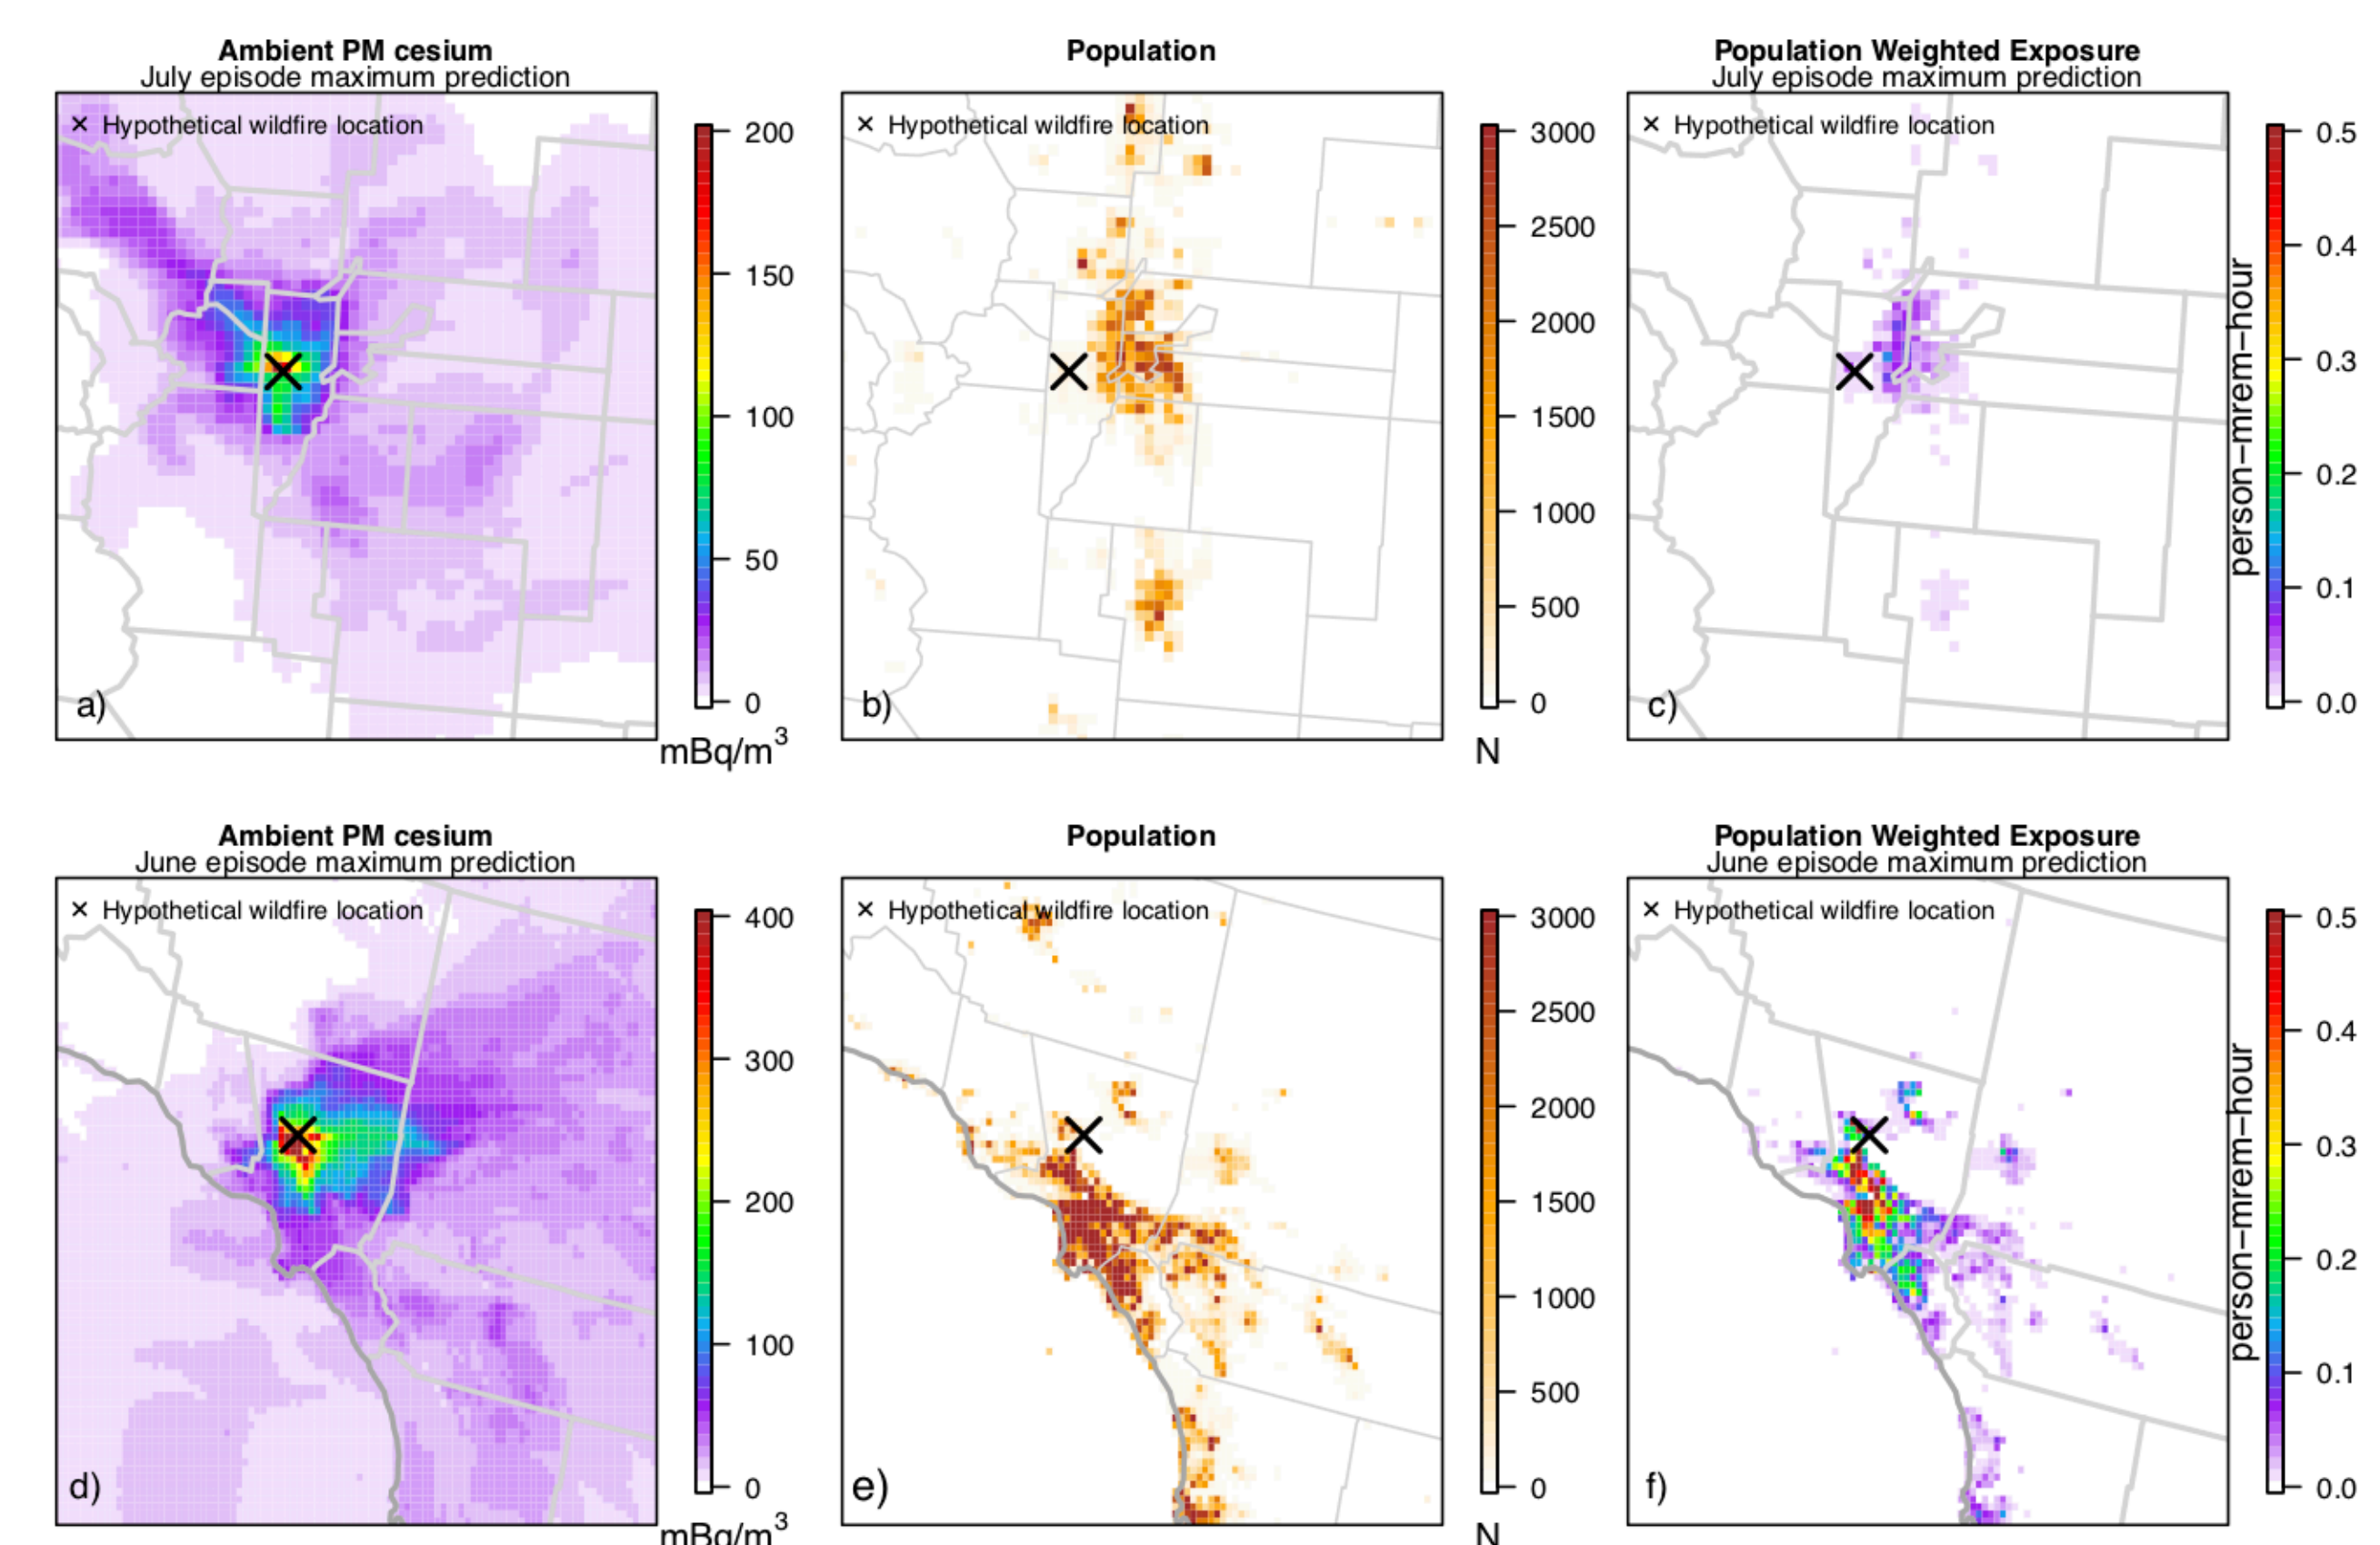 Ambient PM cesium
July episode maximum prediction
× Hypothetical wildfire location
a)
200
150
100
50
0
mBq/m3
Population
× Hypothetical wildfire location
b)
3000
2500
2000
1500
1000
500
0
N
Population Weighted Exposure
July episode maximum prediction
× Hypothetical wildfire location
c)
person−mrem−hour
0.5
0.4
0.3
0.2
0.1
0.0
Ambient PM cesium
June episode maximum prediction
× Hypothetical wildfire location
d)
400
300
200
100
0
mBq/m3
Population
× Hypothetical wildfire location
e)
3000
2500
2000
1500
1000
500
0
N
Population Weighted Exposure
June episode maximum prediction
× Hypothetical wildfire location
f)
person−mrem−hour
0.5
0.4
0.3
0.2
0.1
0.0